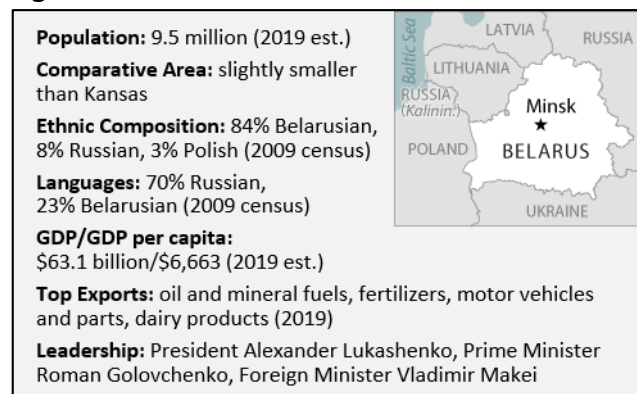 Population: 9.5 million (2019 est.)
Comparative Area: slightly smaller
than Kansas
Ethnic Composition: 84% Belarusian,
8% Russian, 3% Polish (2009 census)
Languages: 70% Russian,
23% Belarusian (2009 census)
GDP/GDP per capita:
$63.1 billion/$6,663 (2019 est.)
Top Exports: oil and mineral fuels, fertilizers, motor vehicles
and parts, dairy products (2019)
Leadership: President Alexander Lukashenko, Prime Minister
Roman Golovchenko, Foreign Minister Vladimir Makei
Baltic Sea
LATVIA
RUSSIA
LITHUANIA
RUSSIA
(Kalinin.)
Minsk
POLAND
BELARUS
UKRAINE